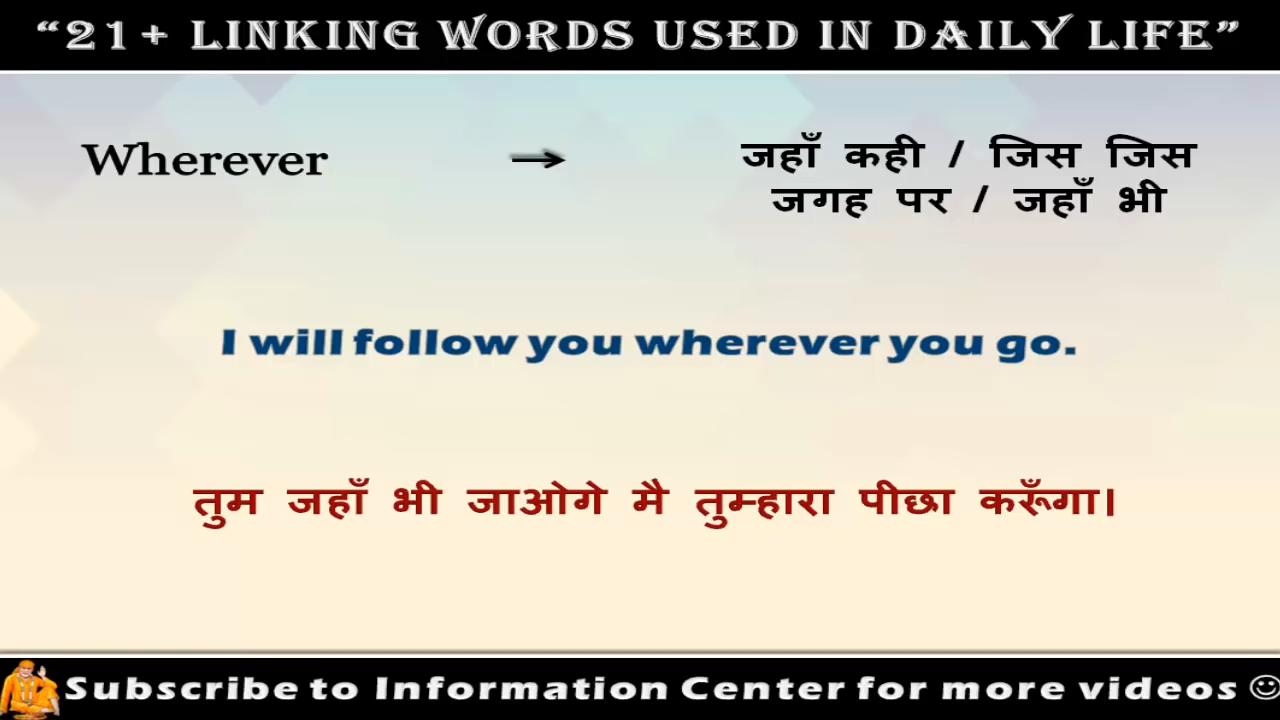 “21+ LINKING WORDS USED IN DAILY LIFE”
Wherever → जहाँ कही / जिस जिस
जगह पर / जहाँ भी
I will follow you wherever you go.
तुम जहाँ भी जाओगे मै तुम्हारा पीछा करूँगा।
Subscribe to Information Center for more videos ☺